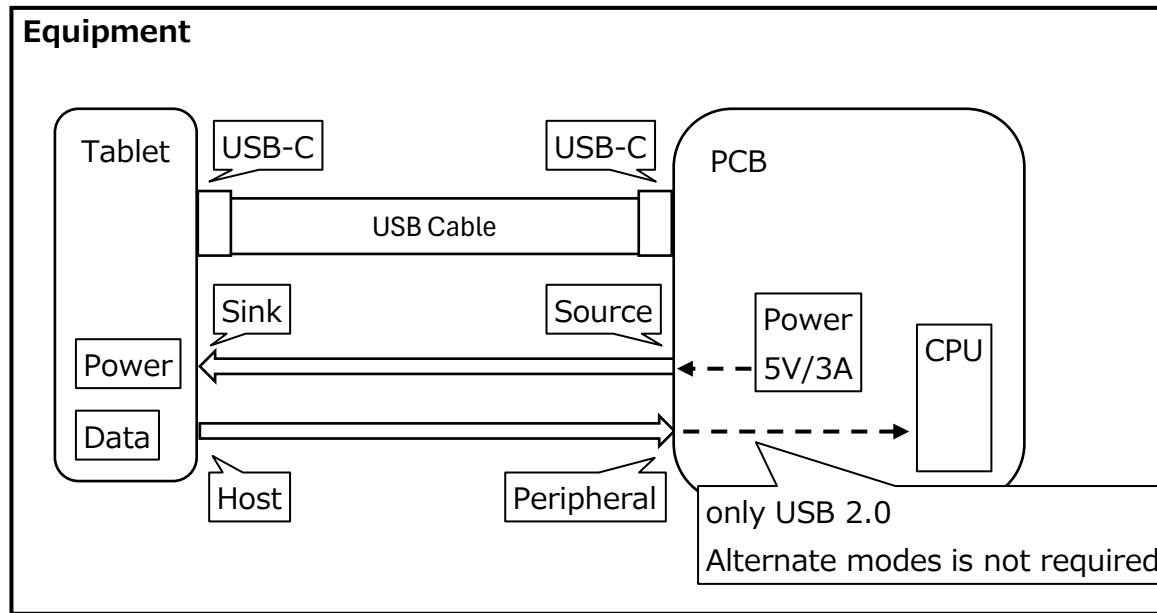 Equipment
Tablet
USB-C
USB-C
PCB
USB Cable
Sink
Source
Power
5V/3A
CPU
Power
Data
Host
Peripheral
only USB 2.0
Alternate modes is not required